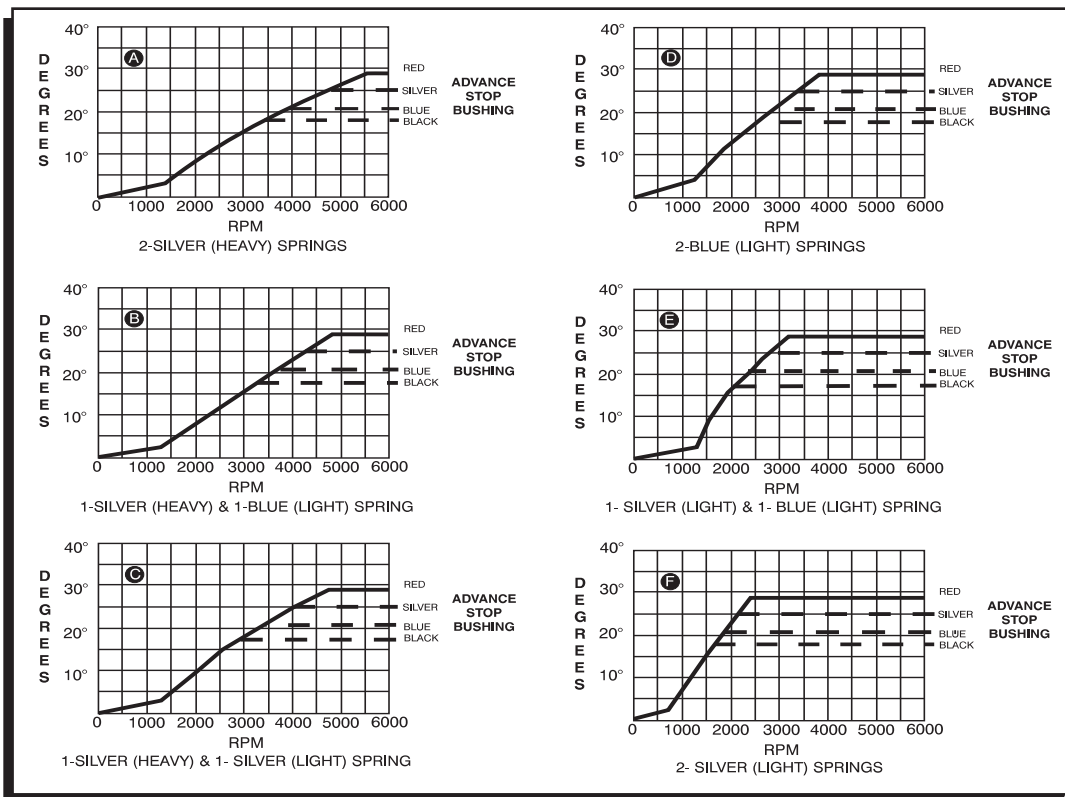 A
40°
30°
20°
10°
DEGREES
0 1000 2000 3000 4000 5000 6000
RPM
2-SILVER (HEAVY) SPRINGS
RED
SILVER
BLUE
BLACK
ADVANCE
STOP
BUSHING
D
40°
30°
20°
10°
DEGREES
0 1000 2000 3000 4000 5000 6000
RPM
2-BLUE (LIGHT) SPRINGS
RED
SILVER
BLUE
BLACK
ADVANCE
STOP
BUSHING
B
40°
30°
20°
10°
DEGREES
0 1000 2000 3000 4000 5000 6000
RPM
1-SILVER (HEAVY) & 1-BLUE (LIGHT) SPRING
RED
SILVER
BLUE
BLACK
ADVANCE
STOP
BUSHING
E
40°
30°
20°
10°
DEGREES
0 1000 2000 3000 4000 5000 6000
RPM
1- SILVER (LIGHT) & 1- BLUE (LIGHT) SPRING
RED
SILVER
BLUE
BLACK
ADVANCE
STOP
BUSHING
C
40°
30°
20°
10°
DEGREES
0 1000 2000 3000 4000 5000 6000
RPM
1-SILVER (HEAVY) & 1- SILVER (LIGHT) SPRING
RED
SILVER
BLUE
BLACK
ADVANCE
STOP
BUSHING
F
40°
30°
20°
10°
DEGREES
0 1000 2000 3000 4000 5000 6000
RPM
2- SILVER (LIGHT) SPRINGS
RED
SILVER
BLUE
BLACK
ADVANCE
STOP
BUSHING